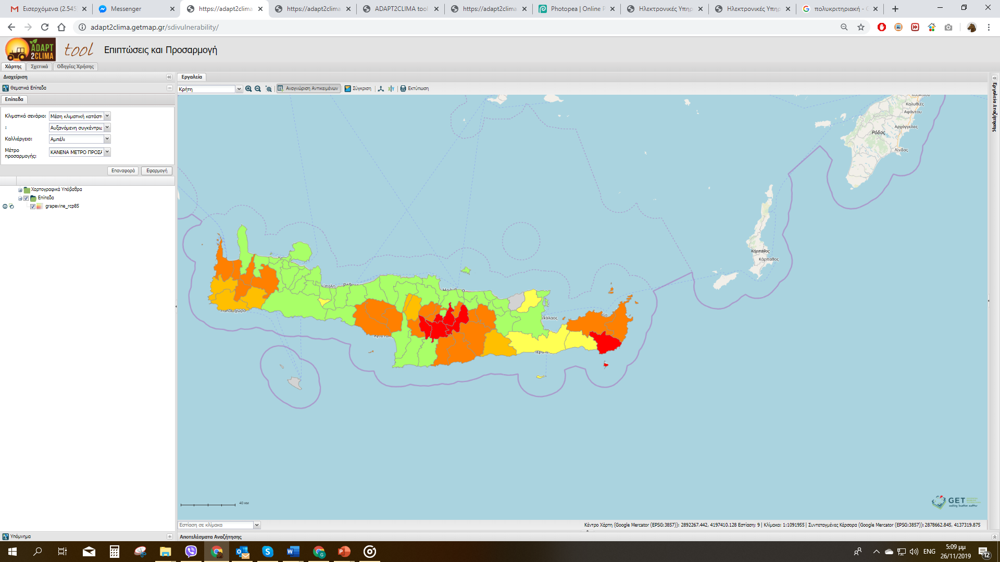 Εισερχόμενα (2.545
Messenger
https://adapt2clima
https://adapt2clima
ADAPT2CLIMA tool
https://adapt2clima
Photopea | Online P
Ηλεκτρονικές Υπηρ
Ηλεκτρονικές Υπηρ
πολυκριτηριακή - G
adapt2clima.getmap.gr/sdivulnerability/
ADAPT
2CLIMA
tool
Επιπτώσεις και Προσαρμογή
Χάρτης
Σχετικά
Οδηγίες Χρήσης
Διαχείριση
Εργαλεία
Θεματικά Επίπεδα
Κρήτη
Αναγνώριση Αντικειμένων
Σύγκριση
Εκτύπωση
Εργαλεία Αναζήτησης
Επίπεδα
Κλιματικό σενάριο:
Μέση κλιματική κατάστ
:
Αυξανόμενη συγκέντρω
Καλλιέργεια:
Αμπέλι
Μέτρο
προσαρμογής:
ΚΑΝΕΝΑ ΜΕΤΡΟ ΠΡΟΣΑ
Επαναφορά
Εφαρμογή
Χαρτογραφικά Υπόβαθρα
Επίπεδα
grapevine_rcp85
Καλυθιές
Αφάντου
Αρχάγγελος
Ρόδος
Λίνδος
Κάρπαθος
Κάρπαθος
Παλαιόχώρα
40 км
GET
Εστίαση σε κλίμακα
Κέντρο Χάρτη (Google Mercator (EPSG:3857)): 2892267.442, 4197410.128 Εστίαση: 9 | Κλίμακα: 1:1091955 | Συντεταγμένες Κέρσορα (Google Mercator (EPSG:3857)): 2878662.845, 4137319.875
Υπόμνημα
Αποτελέσματα Αναζήτησης
ENG
5:09 μμ
26/11/2019
12